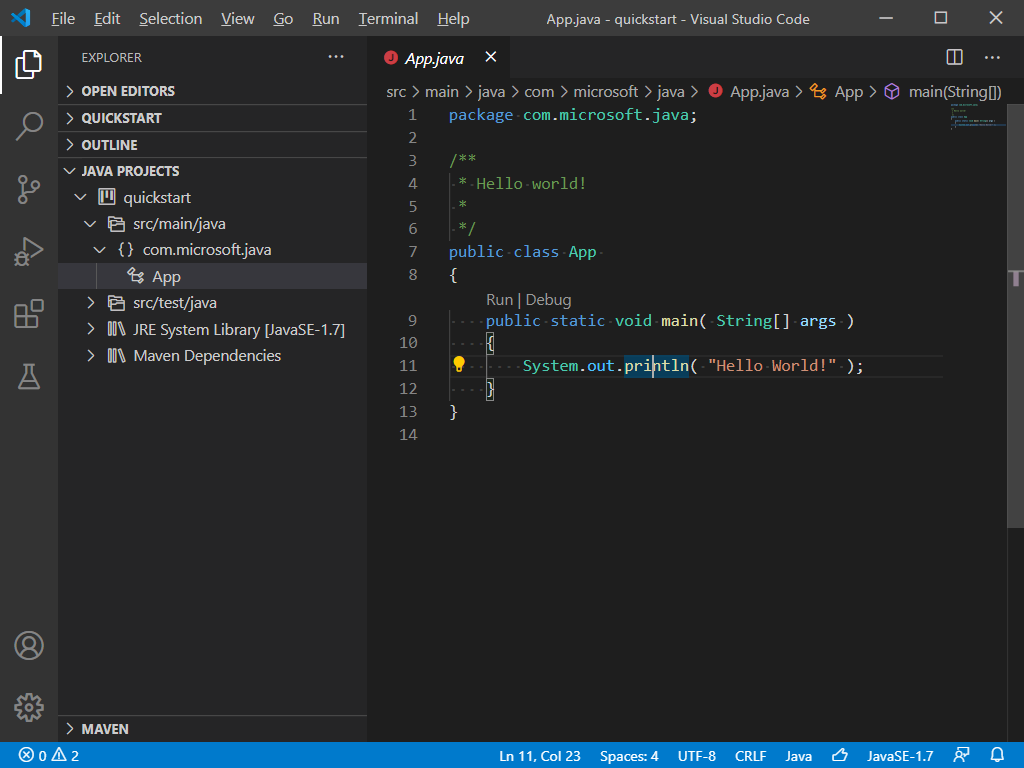 File Edit Selection View Go Run Terminal Help App.java - quickstart - Visual Studio Code
EXPLORER
OPEN EDITORS
QUICKSTART
OUTLINE
JAVA PROJECTS
quickstart
src/main/java
{} com.microsoft.java
App
src/test/java
JRE System Library [JavaSE-1.7]
Maven Dependencies
MAVEN
J App.java
src > main > java > com > microsoft > java > J App.java > App > main(String[])
1 package com.microsoft.java;
2
3 /**
4 * Hello world!
5 *
6 */
7 public class App
8 {
Run | Debug
9 public static void main( String[] args )
10 {
11 System.out.println( "Hello World!" );
12 }
13 }
14
0 2 Ln 11, Col 23 Spaces: 4 UTF-8 CRLF Java JavaSE-1.7